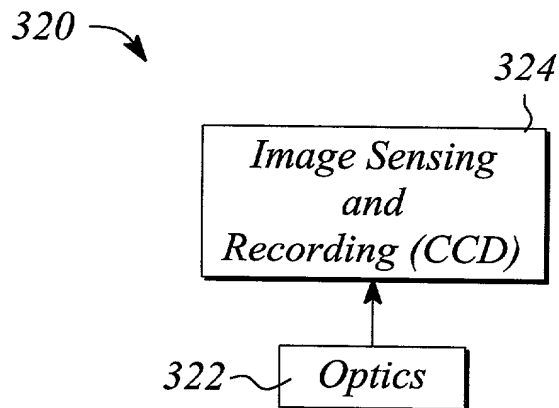 320
324
Image Sensing
and
Recording (CCD)
322
Optics